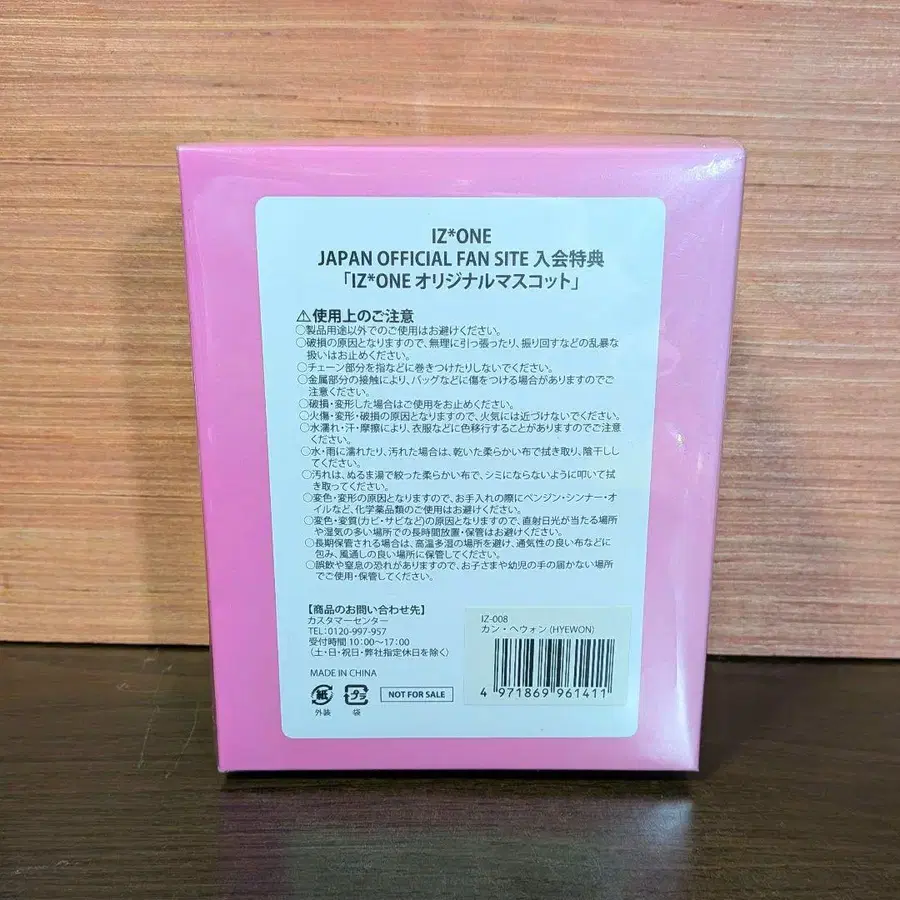 IZ*ONE
JAPAN OFFICIAL FAN SITE 入会特典
「IZ*ONE オリジナルマスコット」
⚠使用上のご注意
○製品用途以外でのご使用はお避けください。
○破損の原因となりますので、無理に引っ張ったり、振り回すなどの乱暴な
扱いはお止めください。
○チェーン部分を指などに巻きつけたりしないでください。
○金属部分の接触により、バッグなどに傷をつける場合がありますのでご
注意ください。
○破損・変形した場合はご使用をお止めください。
○火傷・変形・破損の原因となりますので、火気には近づけないでください。
○水濡れ・汗・摩擦により、衣服などに色移行することがありますのでご注意
ください。
○水・雨に濡れたり、汚れた場合は、乾いた柔らかい布で拭き取り、陰干しし
てください。
○汚れは、ぬるま湯で絞った柔らかい布で、シミにならないように叩いて拭
き取ってください。
○変色・変形の原因となりますので、お手入れの際にベンジン・シンナー・オ
イルなど、化学薬品類のご使用はお避けください。
○変色・変質(カビ・サビなど)の原因となりますので、直射日光が当たる場所
や湿気の多い場所での長時間放置・保管はお避けください。
○長期保管される場合は、高温多湿の場所を避け、通気性の良い布などに
包み、風通しの良い場所に保管してください。
○誤飲や窒息の恐れがありますので、お子さまや幼児の手の届かない場所
でご使用・保管してください。
【商品のお問い合わせ先】
カスタマーセンター
TEL:0120-997-957
受付時間 10:00～17:00
(土・日・祝日・弊社指定休日を除く)
MADE IN CHINA
紙 プラ NOT FOR SALE
外装 袋
IZ-008
カン・ヘウォン (HYEWON)
4 971869 961411